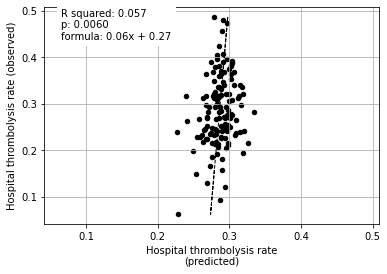 R squared: 0.057
p: 0.0060
formula: 0.06x + 0.27
Hospital thrombolysis rate (observed)
0.5
0.4
0.3
0.2
0.1
0.1
0.2
0.3
0.4
0.5
Hospital thrombolysis rate
(predicted)